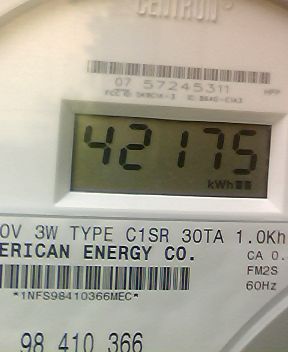 CENTRON
07 57245311
42175
kWh
0V 3W TYPE C1SR 30TA 1.0Kh
ERICAN ENERGY CO.
CA 0.
FM2S
60Hz
*1NFS98410366MEC*
98 410 366